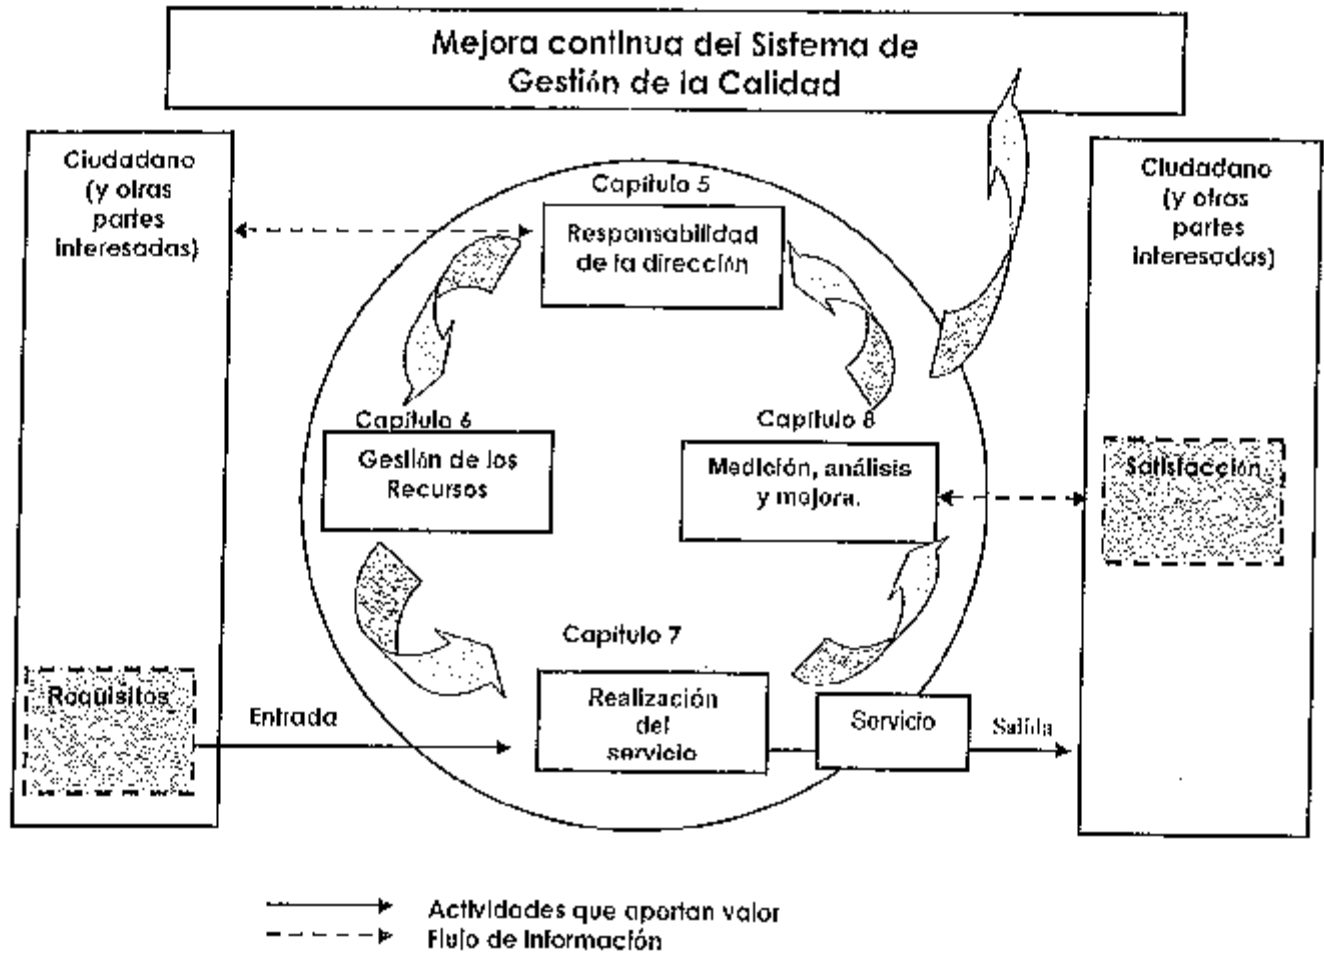 Mejora continua del Sistema de
Gestión de la Calidad
Ciudadano
(y otras
partes
interesadas)
Capítulo 5
Responsabilidad
de la dirección
Ciudadano
(y otras
partes
interesadas)
Capítulo 6
Gestión de los
Recursos
Capítulo 8
Medición, análisis
y mejora.
Satisfacción
Capítulo 7
Requisitos
Entrada
Realización
del
servicio
Servicio
Salida
Actividades que aportan valor
Flujo de Información